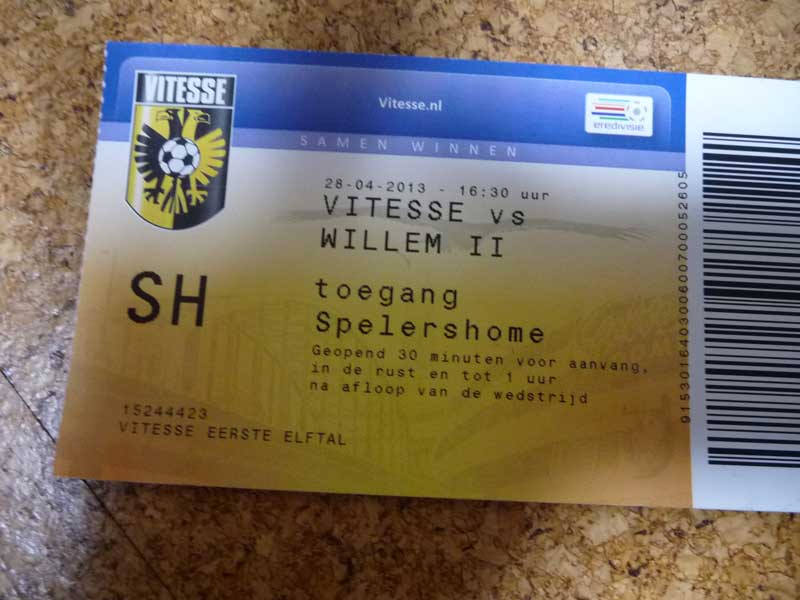 VITESSE
Vitesse.nl
eredivisie
SAMEN WINNEN
28-04-2013 - 16:30 uur
VITESSE vs
WILLEM II
SH
toegang
Spelershome
Geopend 30 minuten voor aanvang,
in de rust en tot 1 uur
na afloop van de wedstrijd
15244423
VITESSE EERSTE ELFTAL
915301640300600700052605